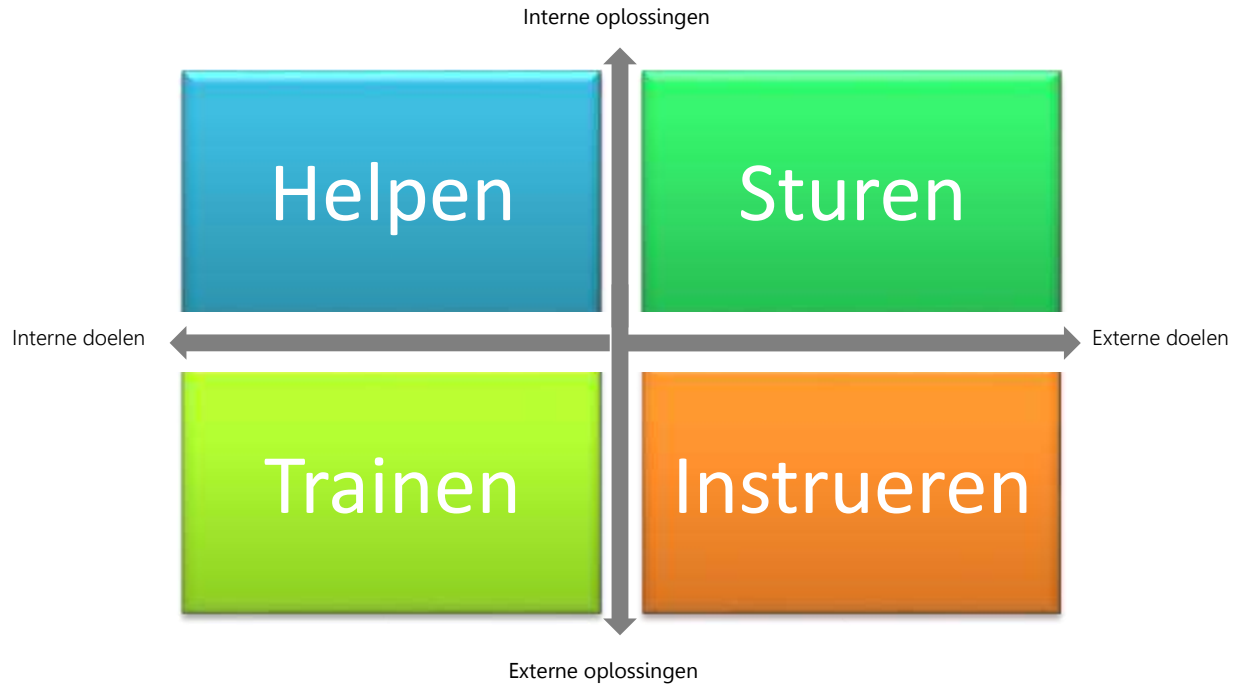 Interne oplossingen
Helpen
Sturen
Interne doelen
Externe doelen
Trainen
Instrueren
Externe oplossingen